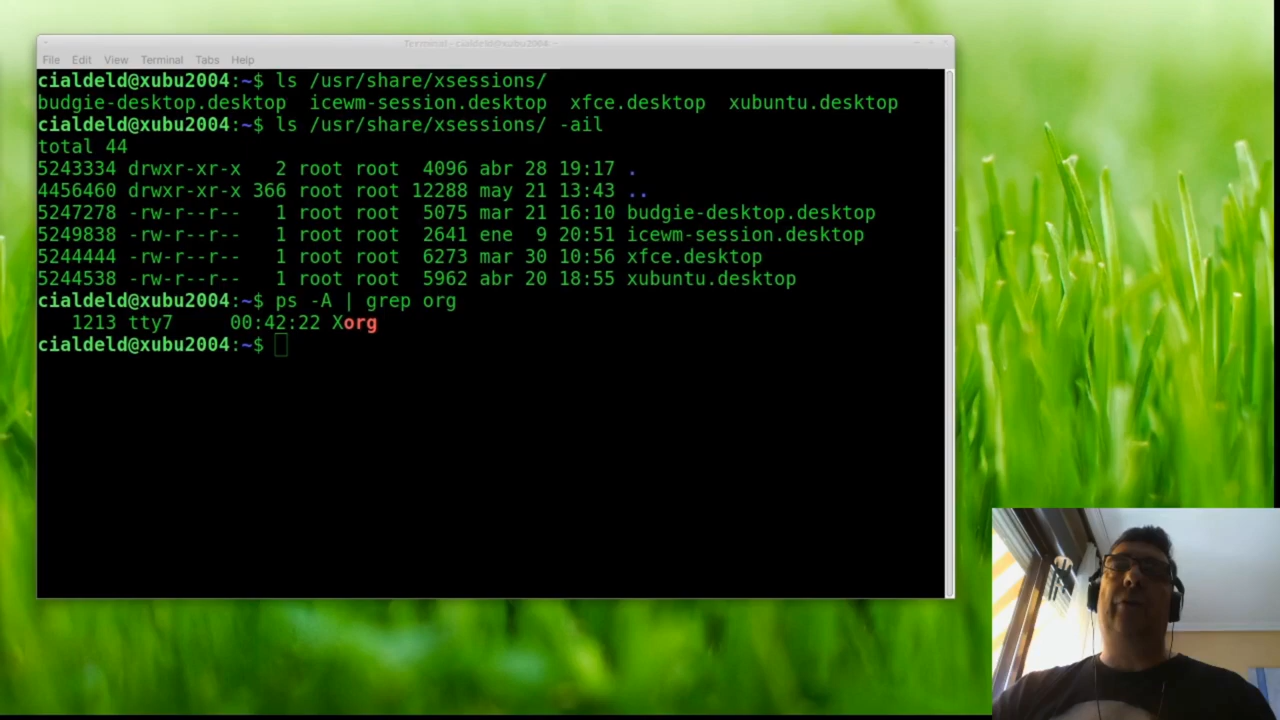 Terminal - cialdeld@xubu2004: ~
File Edit View Terminal Tabs Help
cialdeld@xubu2004:~$ ls /usr/share/xsessions/
budgie-desktop.desktop  icewm-session.desktop  xfce.desktop  xubuntu.desktop
cialdeld@xubu2004:~$ ls /usr/share/xsessions/ -ail
total 44
5243334 drwxr-xr-x   2 root root  4096 abr 28 19:17 .
4456460 drwxr-xr-x 366 root root 12288 may 21 13:43 ..
5247278 -rw-r--r--   1 root root  5075 mar 21 16:10 budgie-desktop.desktop
5249838 -rw-r--r--   1 root root  2641 ene  9 20:51 icewm-session.desktop
5244444 -rw-r--r--   1 root root  6273 mar 30 10:56 xfce.desktop
5244538 -rw-r--r--   1 root root  5962 abr 20 18:55 xubuntu.desktop
cialdeld@xubu2004:~$ ps -A | grep org
   1213 tty7     00:42:22 Xorg
cialdeld@xubu2004:~$